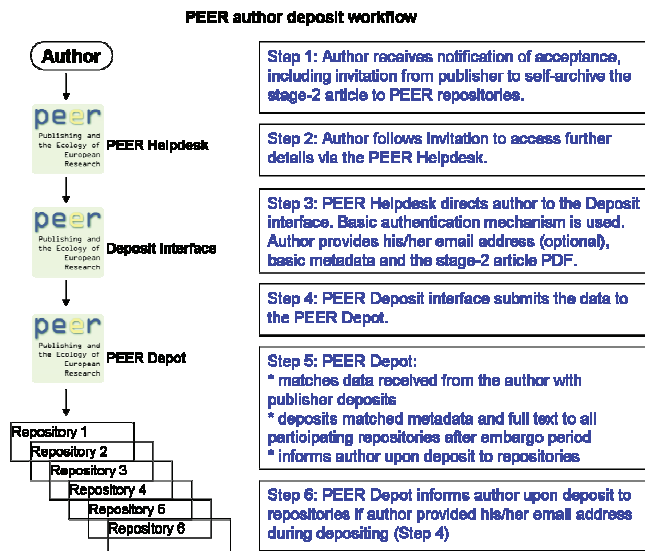 PEER author deposit workflow
Author
peer
Publishing and
the Ecology of
European
Research
PEER Helpdesk
peer
Publishing and
the Ecology of
European
Research
Deposit Interface
peer
Publishing and
the Ecology of
European
Research
PEER Depot
Repository 1
Repository 2
Repository 3
Repository 4
Repository 5
Repository 6
Step 1: Author receives notification of acceptance,
including invitation from publisher to self-archive the
stage-2 article to PEER repositories.
Step 2: Author follows invitation to access further
details via the PEER Helpdesk.
Step 3: PEER Helpdesk directs author to the Deposit
interface. Basic authentication mechanism is used.
Author provides his/her email address (optional),
basic metadata and the stage-2 article PDF.
Step 4: PEER Deposit interface submits the data to
the PEER Depot.
Step 5: PEER Depot:
* matches data received from the author with
publisher deposits
* deposits matched metadata and full text to all
participating repositories after embargo period
* informs author upon deposit to repositories
Step 6: PEER Depot informs author upon deposit to
repositories if author provided his/her email address
during depositing (Step 4)